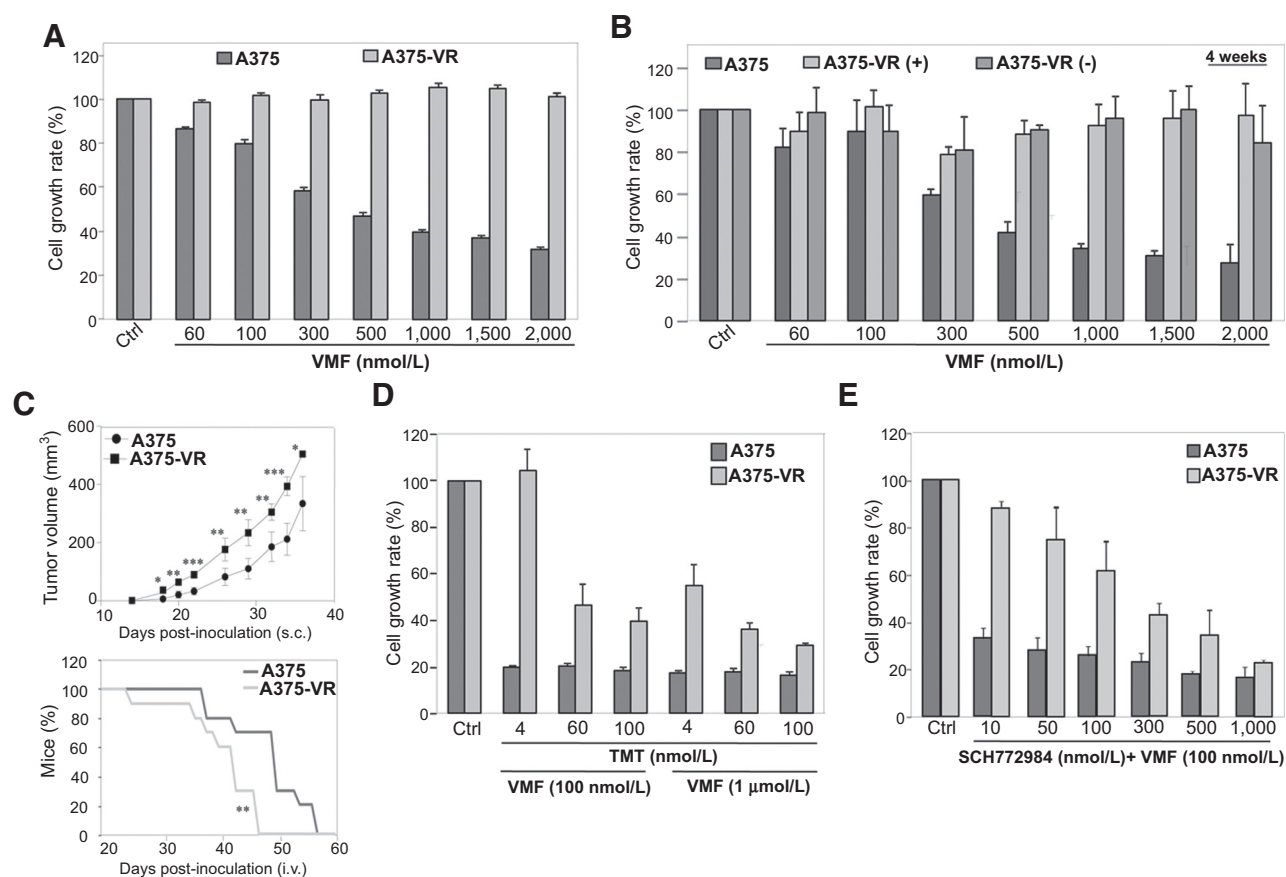 A
A375
A375-VR
120
100
80
60
40
20
0
Cell growth rate (%)
Ctrl
60 100 300 500 1,000 1,500 2,000
VMF (nmol/L)
B
A375
A375-VR (+)
A375-VR (-)
4 weeks
120
100
80
60
40
20
0
Cell growth rate (%)
Ctrl
60 100 300 500 1,000 1,500 2,000
VMF (nmol/L)
C
A375
A375-VR
600
400
200
0
Tumor volume (mm³)
* ** *** ** ** ** *** *
10 20 30 40
Days post-inoculation (s.c.)
A375
A375-VR
120
100
80
60
40
20
0
Mice (%)
**
20 30 40 50 60
Days post-inoculation (i.v.)
D
A375
A375-VR
120
100
80
60
40
20
0
Cell growth rate (%)
Ctrl 4 60 100 4 60 100
TMT (nmol/L)
VMF (100 nmol/L) VMF (1 μmol/L)
E
A375
A375-VR
120
100
80
60
40
20
0
Cell growth rate (%)
Ctrl 10 50 100 300 500 1,000
SCH772984 (nmol/L)+ VMF (100 nmol/L)